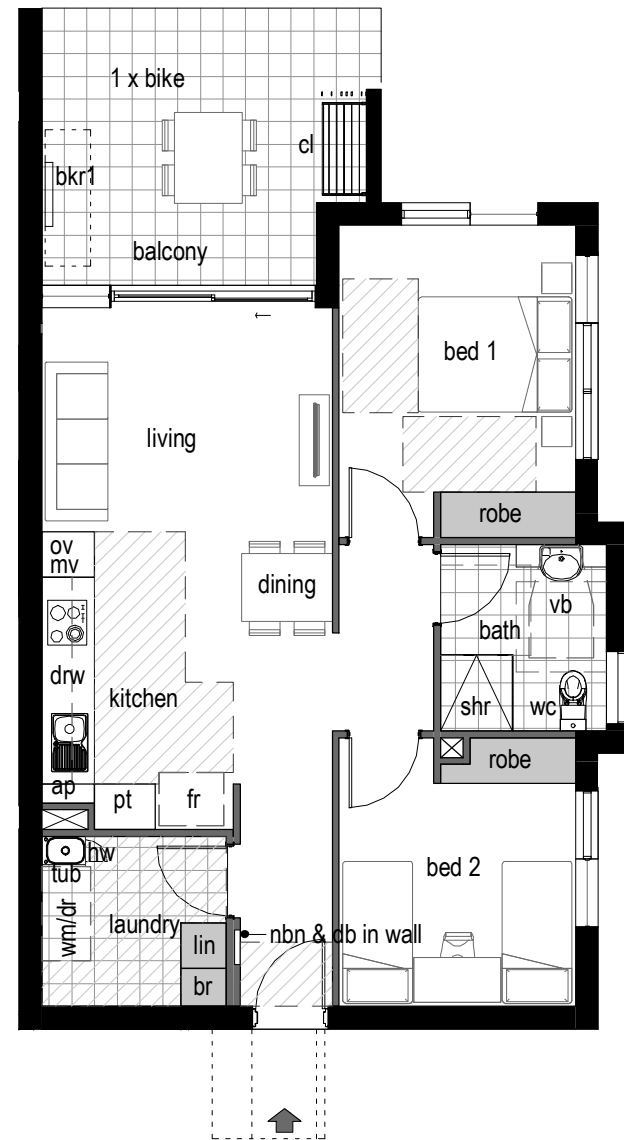 1 x bike
cl
bkr1
balcony
bed 1
living
robe
ov
mv
dining
vb
bath
drw
kitchen
shr
wc
robe
ap
pt
fr
hw
tub
bed 2
wm/dr
laundry
nbn & db in wall
lin
br